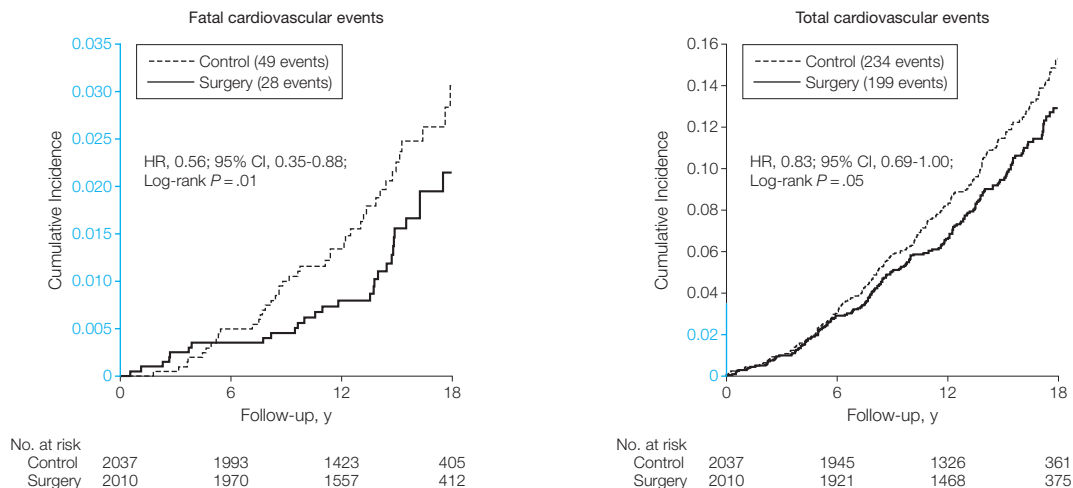 Fatal cardiovascular events
0.035
0.030
0.025
0.020
0.015
0.010
0.005
0
Cumulative Incidence
Control (49 events)
Surgery (28 events)
HR, 0.56; 95% CI, 0.35-0.88;
Log-rank P = .01
0 6 12 18
Follow-up, y
No. at risk
Control 2037 1993 1423 405
Surgery 2010 1970 1557 412
Total cardiovascular events
0.16
0.14
0.12
0.10
0.08
0.06
0.04
0.02
0
Cumulative Incidence
Control (234 events)
Surgery (199 events)
HR, 0.83; 95% CI, 0.69-1.00;
Log-rank P = .05
0 6 12 18
Follow-up, y
No. at risk
Control 2037 1945 1326 361
Surgery 2010 1921 1468 375